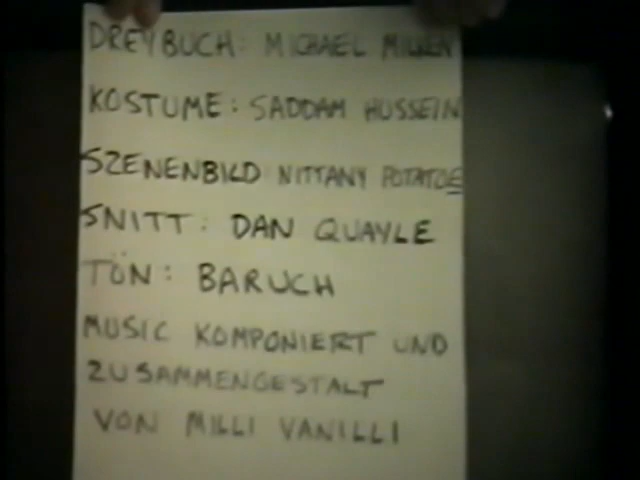 DREYBUCH: MICHAEL MILKEN
KOSTUME: SADDAM HUSSEIN
SZENENBILD NITTANY POTATOE
SNITT: DAN QUAYLE
TÖN: BARUCH
MUSIC KOMPONIERT UND
ZUSAMMENGESTALT
VON MILLI VANILLI